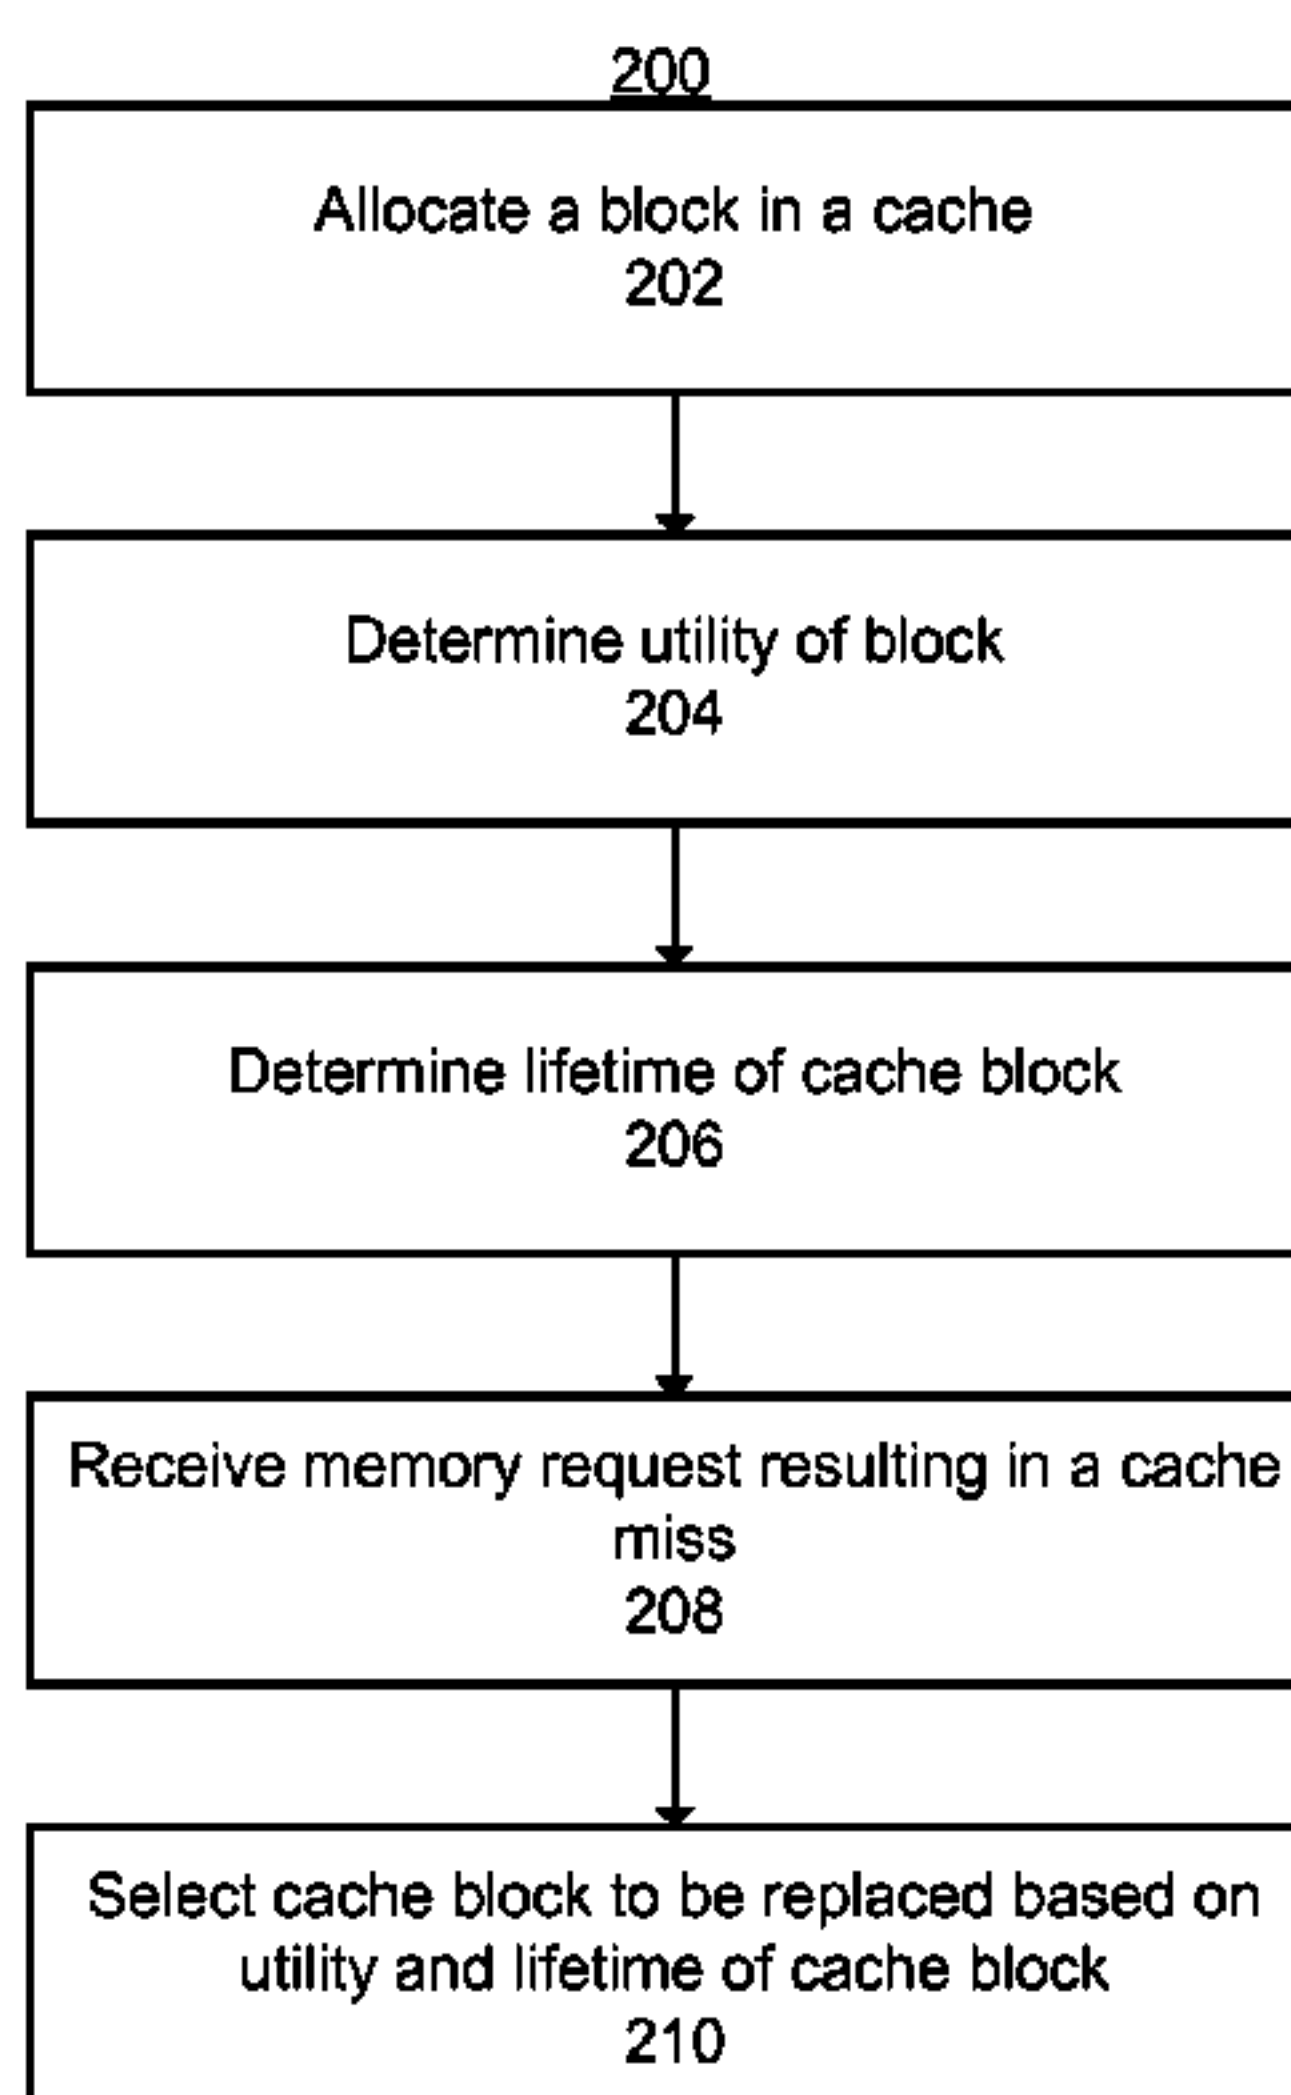 200
Allocate a block in a cache
202
Determine utility of block
204
Determine lifetime of cache block
206
Receive memory request resulting in a cache
miss
208
Select cache block to be replaced based on
utility and lifetime of cache block
210